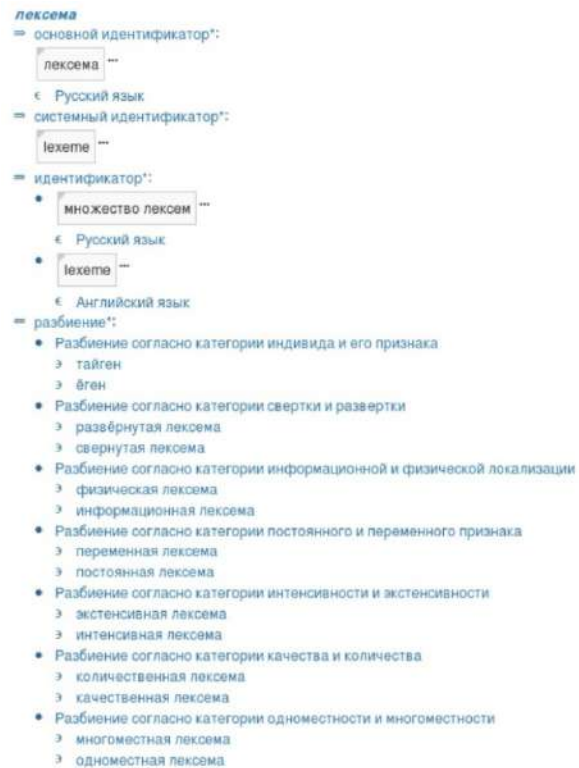 лексема
= основной идентификатор*:
лексема ···
є Русский язык
= системный идентификатор*:
lexeme ···
= идентификатор*:
• множество лексем ···
є Русский язык
• lexeme ···
є Английский язык
= разбиение*:
• Разбиение согласно категории индивида и его признака
э тайген
э ёген
• Разбиение согласно категории свертки и развертки
э развёрнутая лексема
э свернутая лексема
• Разбиение согласно категории информационной и физической локализации
э физическая лексема
э информационная лексема
• Разбиение согласно категории постоянного и переменного признака
э переменная лексема
э постоянная лексема
• Разбиение согласно категории интенсивности и экстенсивности
э экстенсивная лексема
э интенсивная лексема
• Разбиение согласно категории качества и количества
э количественная лексема
э качественная лексема
• Разбиение согласно категории одноместности и многоместности
э многоместная лексема
э одноместная лексема